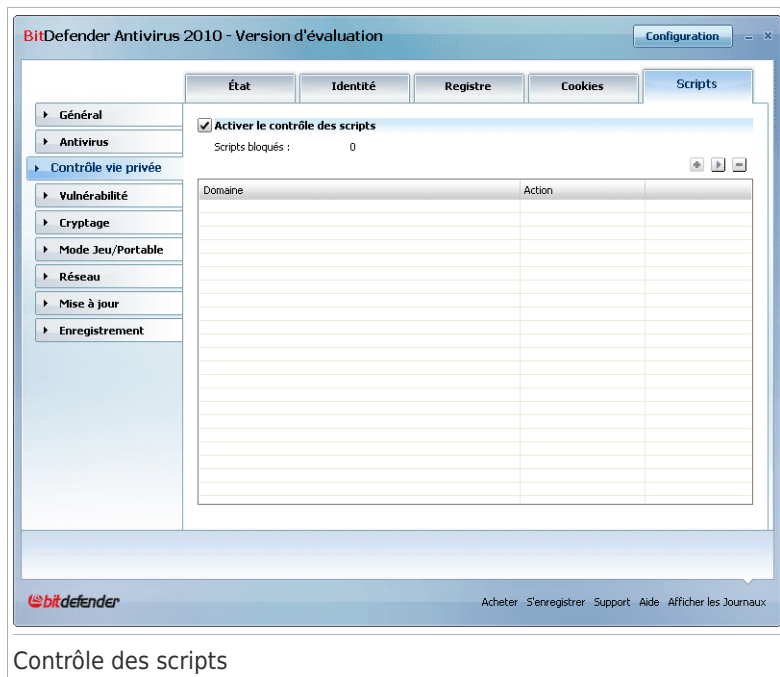 BitDefender Antivirus 2010 - Version d'évaluation
Configuration
État
Identité
Registre
Cookies
Scripts
Général
Antivirus
Contrôle vie privée
Vulnérabilité
Cryptage
Mode Jeu/Portable
Réseau
Mise à jour
Enregistrement
Activer le contrôle des scripts
Scripts bloqués : 0
Domaine
Action
bitdefender
Acheter S'enregistrer Support Aide Afficher les Journaux
Contrôle des scripts